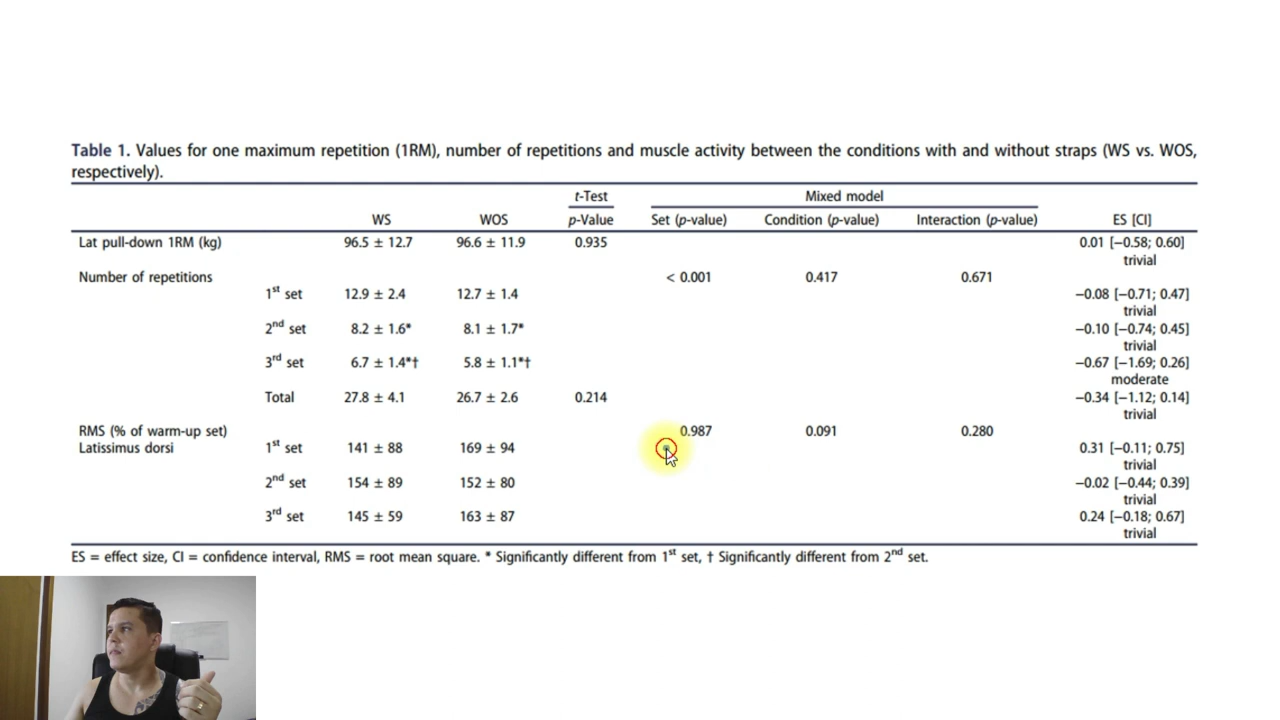 Table 1. Values for one maximum repetition (1RM), number of repetitions and muscle activity between the conditions with and without straps (WS vs. WOS,
respectively).
t-Test Mixed model
WS WOS p-Value Set (p-value) Condition (p-value) Interaction (p-value) ES [CI]
Lat pull-down 1RM (kg) 96.5 ± 12.7 96.6 ± 11.9 0.935 0.01 [−0.58; 0.60]
trivial
Number of repetitions < 0.001 0.417 0.671
1st set 12.9 ± 2.4 12.7 ± 1.4 −0.08 [−0.71; 0.47]
trivial
2nd set 8.2 ± 1.6* 8.1 ± 1.7* −0.10 [−0.74; 0.45]
trivial
3rd set 6.7 ± 1.4*† 5.8 ± 1.1*† −0.67 [−1.69; 0.26]
moderate
Total 27.8 ± 4.1 26.7 ± 2.6 0.214 −0.34 [−1.12; 0.14]
trivial
RMS (% of warm-up set) 0.987 0.091 0.280
Latissimus dorsi 1st set 141 ± 88 169 ± 94 0.31 [−0.11; 0.75]
trivial
2nd set 154 ± 89 152 ± 80 −0.02 [−0.44; 0.39]
trivial
3rd set 145 ± 59 163 ± 87 0.24 [−0.18; 0.67]
trivial
ES = effect size, CI = confidence interval, RMS = root mean square. * Significantly different from 1st set, † Significantly different from 2nd set.